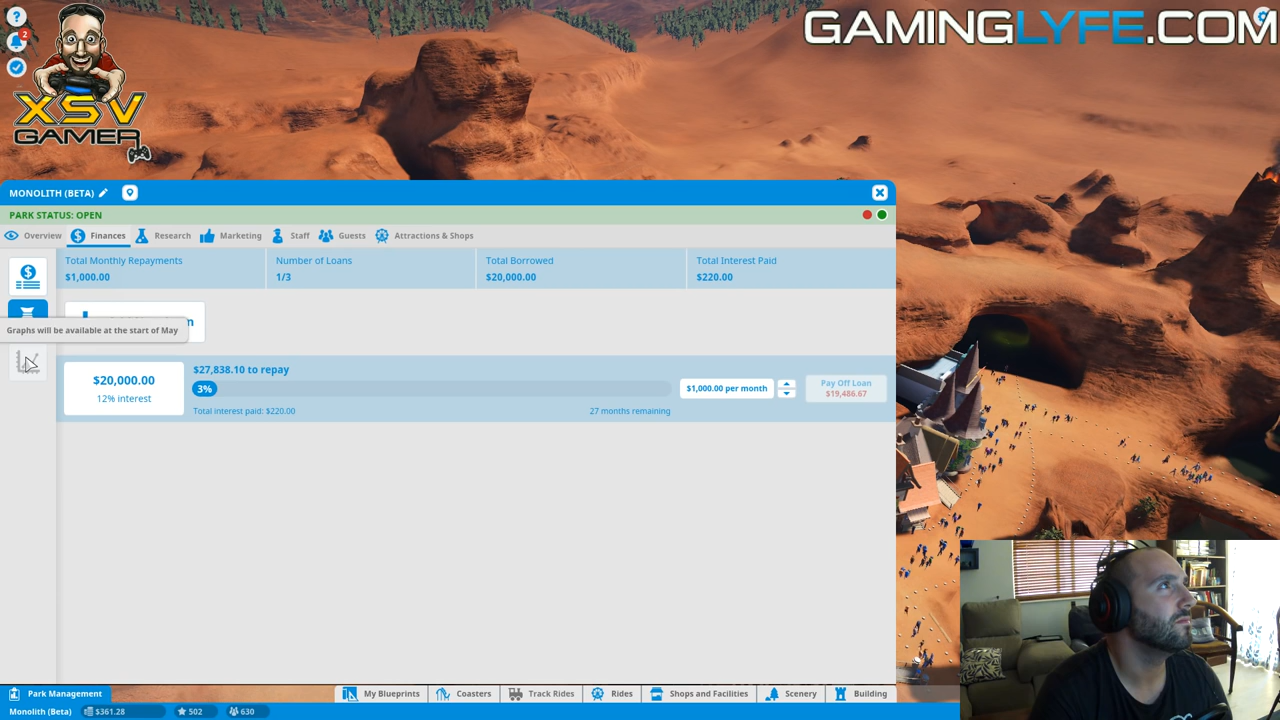 ?
2
GAMINGLYFE.COM
XSV
GAMER
MONOLITH (BETA)
PARK STATUS: OPEN
Overview Finances Research Marketing Staff Guests Attractions & Shops
Total Monthly Repayments Number of Loans Total Borrowed Total Interest Paid
$1,000.00 1/3 $20,000.00 $220.00
Graphs will be available at the start of May
$27,838.10 to repay
$20,000.00
12% interest
3%
$1,000.00 per month
Pay Off Loan
$19,486.67
Total interest paid: $220.00 27 months remaining
Park Management My Blueprints Coasters Track Rides Rides Shops and Facilities Scenery Building
Monolith (Beta) $361.28 502 630